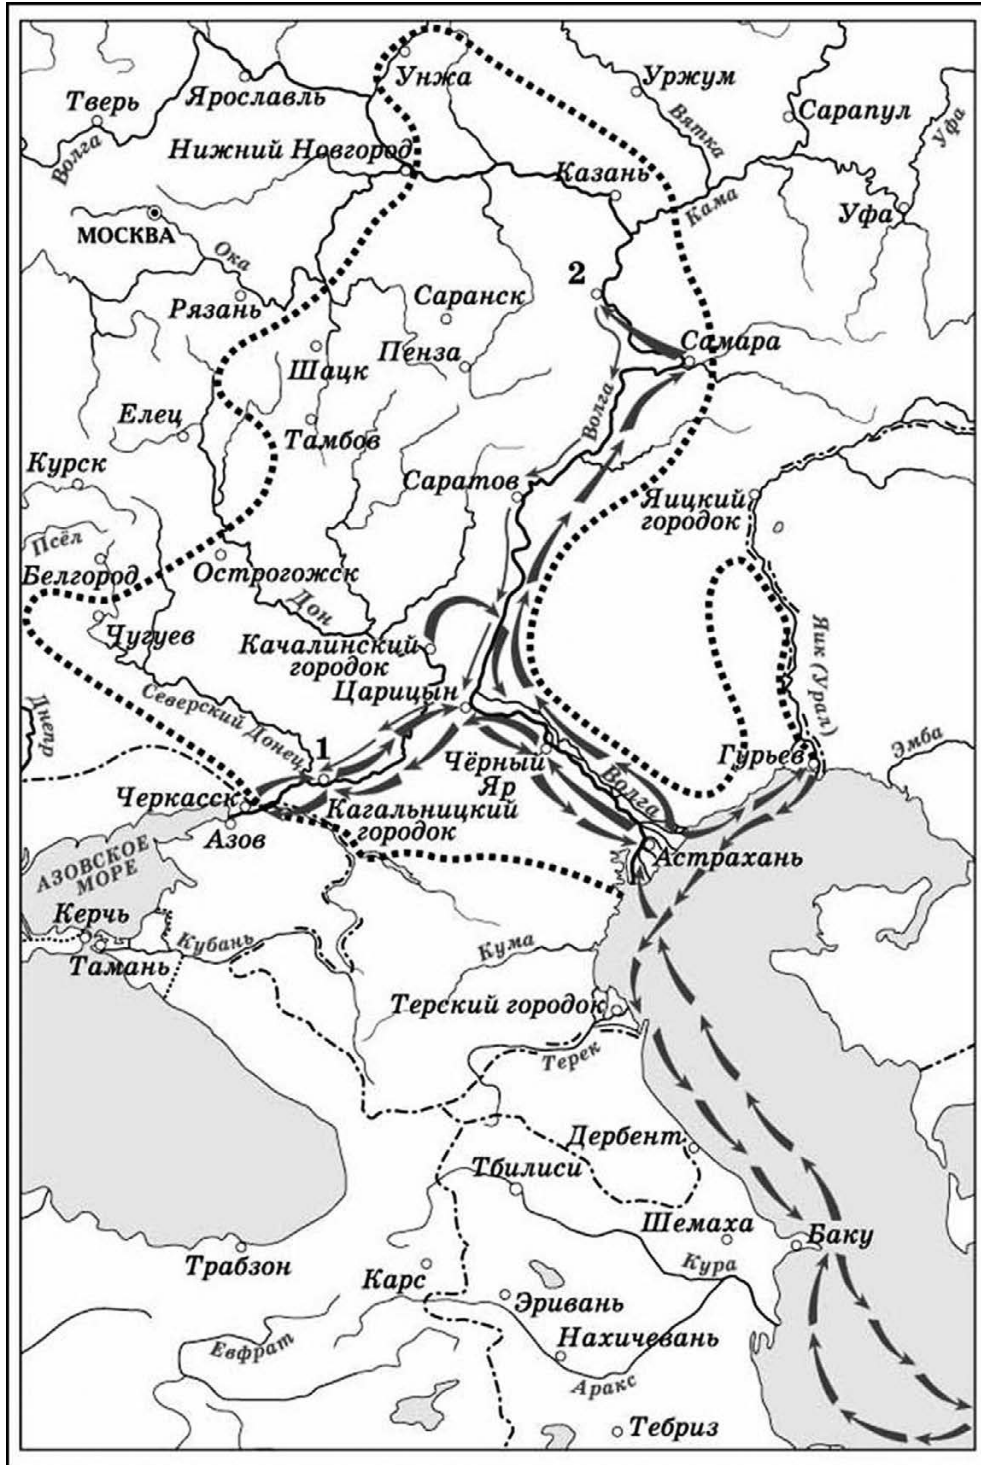 Унжа
Уржум
Ярославль
Тверь
Сарапул
Волга
Вятка
Уфа
Нижний Новгород
Казань
Кама
Уфа
МОСКВА
Ока
2
Рязань
Саранск
Самара
Шацк
Пенза
Елец
Тамбов
Волга
Курск
Саратов
Яицкий
городок
Псёл
Белгород
Острогожск
Дон
Чугуев
Качалинский
городок
Яик (Урал)
Царицын
Северский Донец
Днепр
1
Чёрный
Яр
Волга
Гурьев
Эмба
Черкасск
Кагальницкий
городок
Азов
Астрахань
АЗОВСКОЕ
МОРЕ
Керчь
Тамань
Кубань
Кума
Терский городок
Терек
Дербент
Тбилиси
Шемаха
Баку
Трабзон
Карс
Кура
Эривань
Нахичевань
Евфрат
Аракс
Тебриз